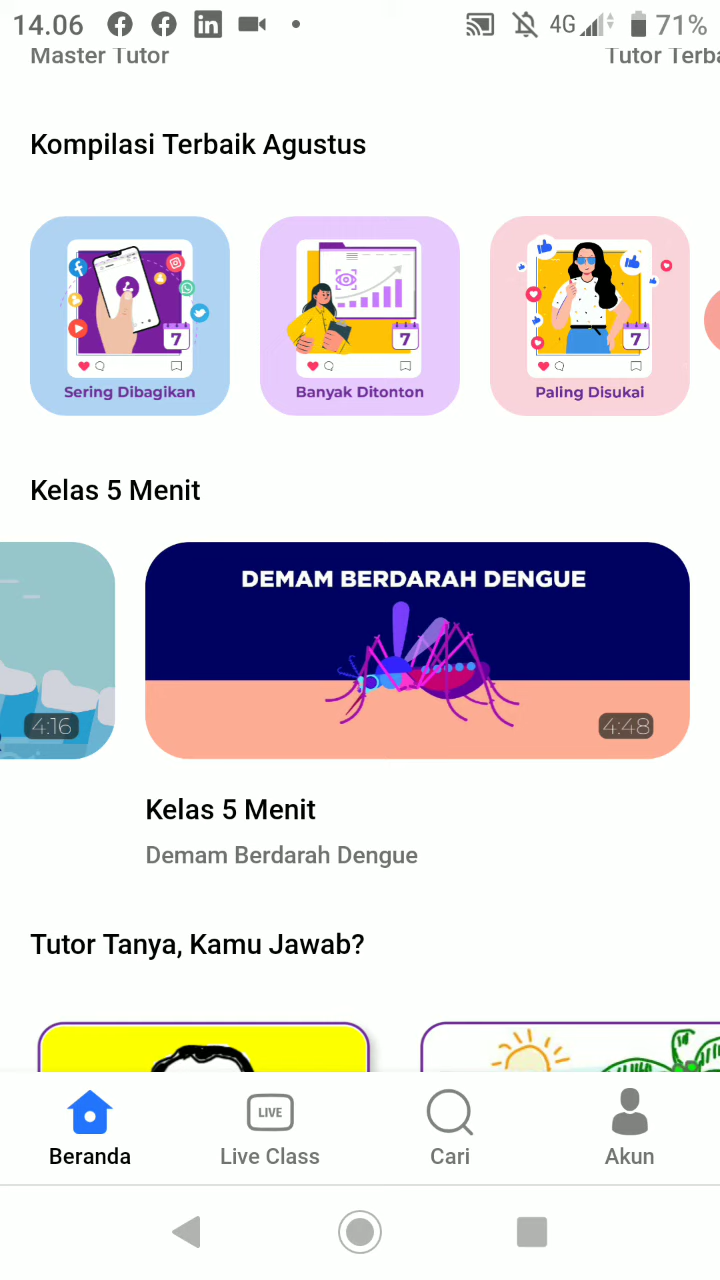 14.06
4G
71%
Master Tutor
Tutor Terba
Kompilasi Terbaik Agustus
7
Sering Dibagikan
7
Banyak Ditonton
7
Paling Disukai
Kelas 5 Menit
4:16
DEMAM BERDARAH DENGUE
4:48
Kelas 5 Menit
Demam Berdarah Dengue
Tutor Tanya, Kamu Jawab?
Beranda
LIVE
Live Class
Cari
Akun